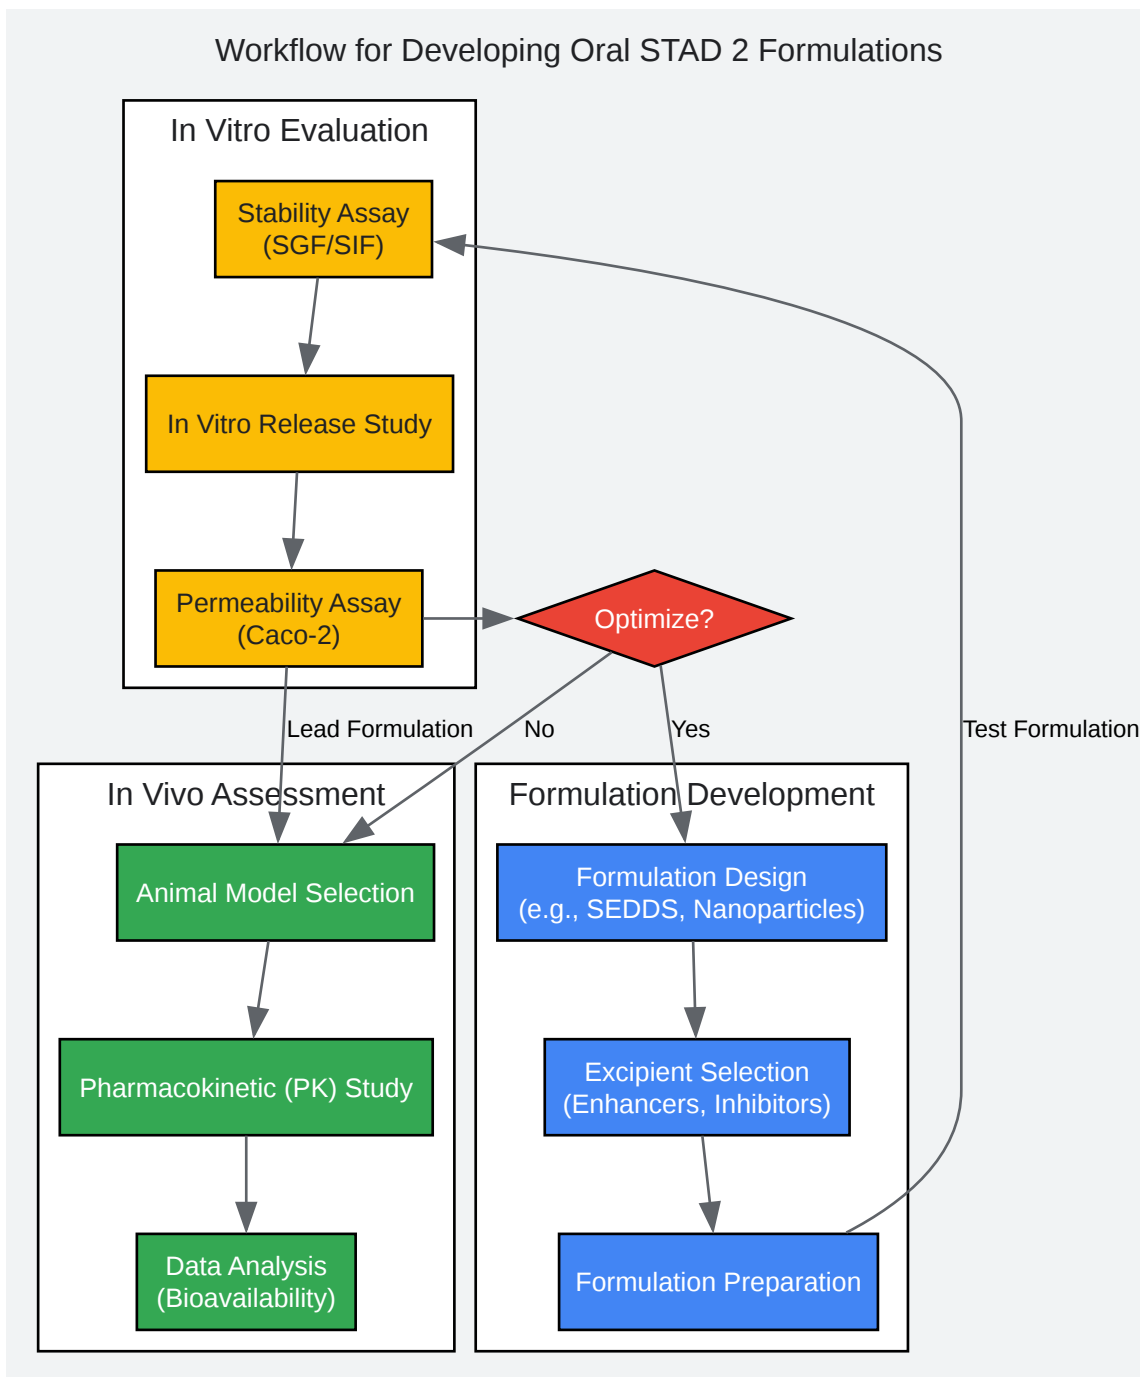 Workflow for Developing Oral STAD 2 Formulations
In Vitro Evaluation
Stability Assay
(SGF/SIF)
In Vitro Release Study
Permeability Assay
(Caco-2)
Optimize?
Lead Formulation
No
Yes
Test Formulation
In Vivo Assessment
Animal Model Selection
Pharmacokinetic (PK) Study
Data Analysis
(Bioavailability)
Formulation Development
Formulation Design
(e.g., SEDDS, Nanoparticles)
Excipient Selection
(Enhancers, Inhibitors)
Formulation Preparation